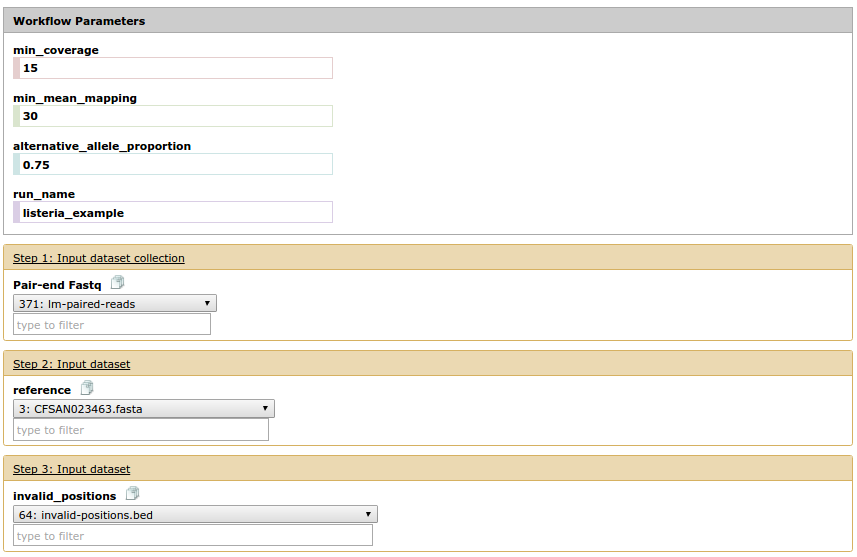 Workflow Parameters
min_coverage
15
min_mean_mapping
30
alternative_allele_proportion
0.75
run_name
listeria_example
Step 1: Input dataset collection
Pair-end Fastq
371: lm-paired-reads
type to filter
Step 2: Input dataset
reference
3: CFSAN023463.fasta
type to filter
Step 3: Input dataset
invalid_positions
64: invalid-positions.bed
type to filter